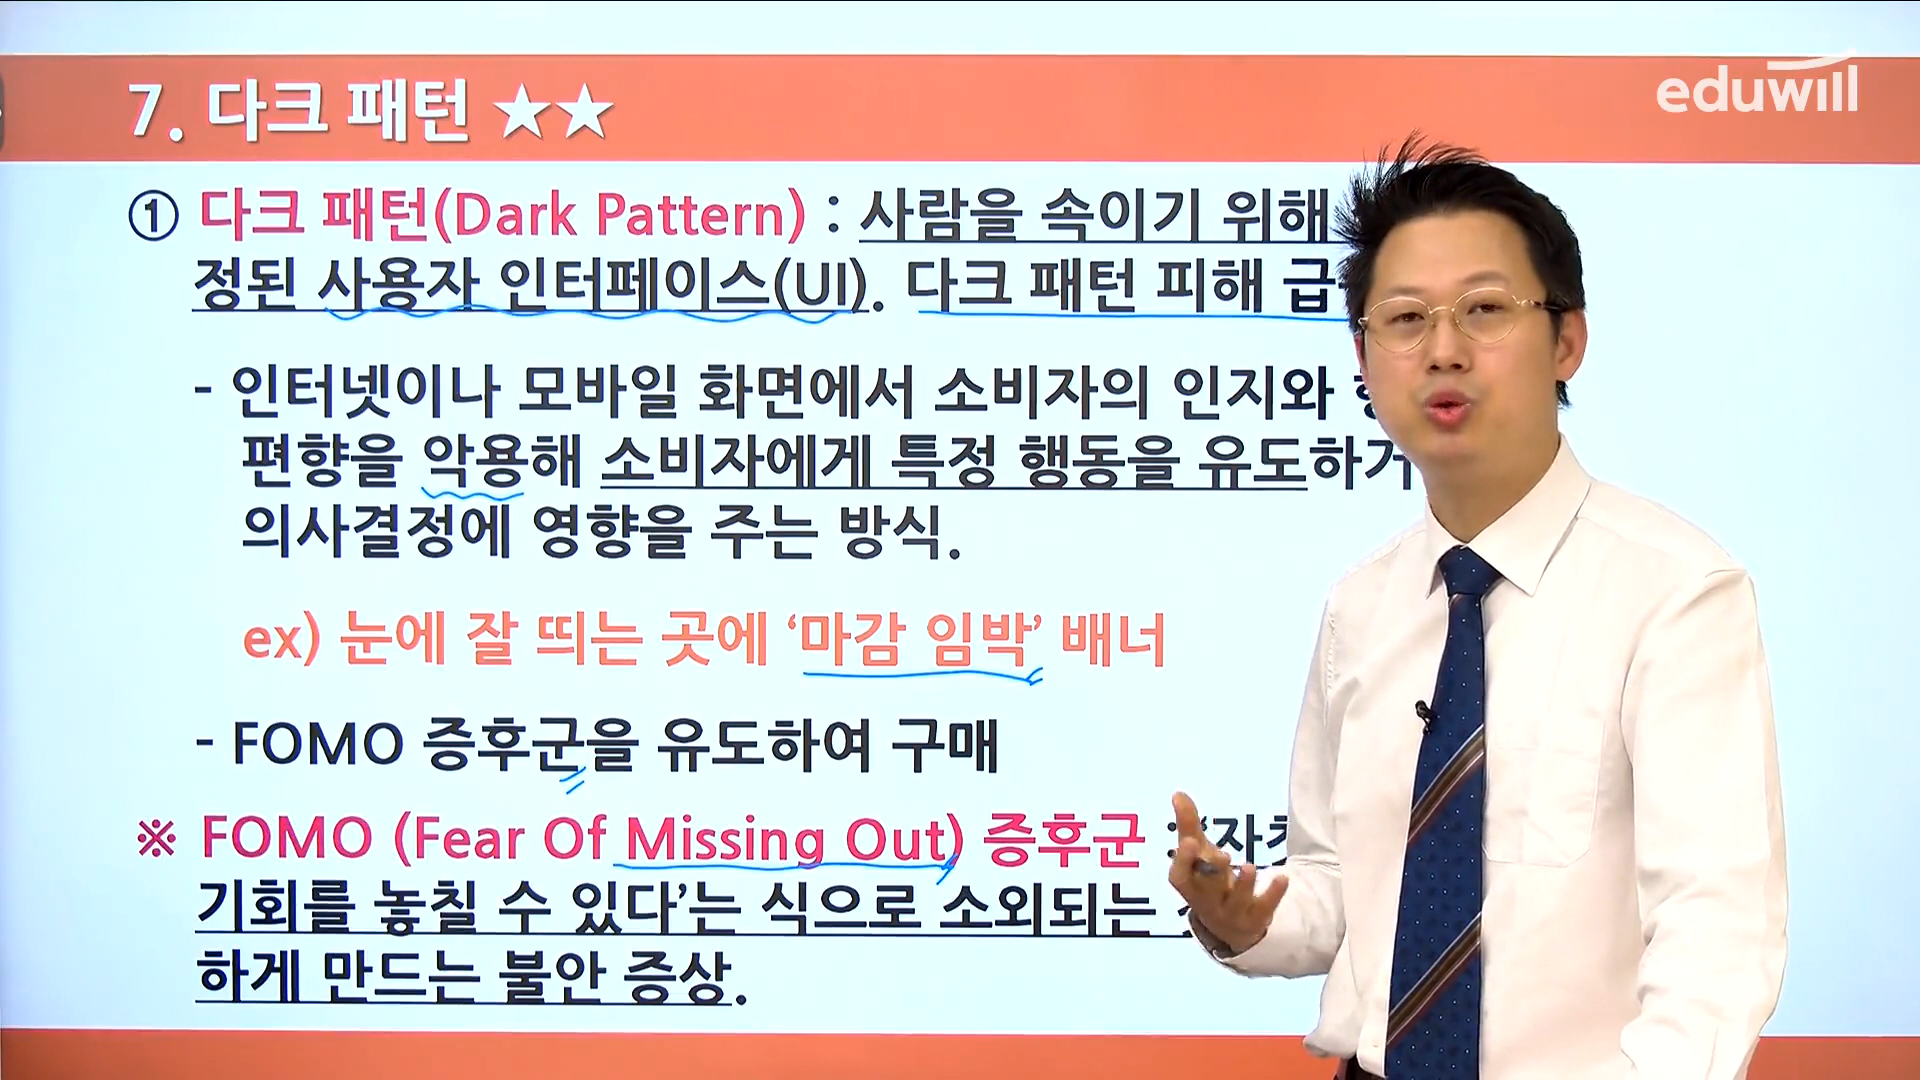 eduwill
7. 다크 패턴 ★★
① 다크 패턴(Dark Pattern) : 사람을 속이기 위해
정된 사용자 인터페이스(UI). 다크 패턴 피해 급
- 인터넷이나 모바일 화면에서 소비자의 인지와
편향을 악용해 소비자에게 특정 행동을 유도하거
의사결정에 영향을 주는 방식.
ex) 눈에 잘 띄는 곳에 ‘마감 임박’ 배너
- FOMO 증후군을 유도하여 구매
※ FOMO (Fear Of Missing Out) 증후군 : ‘자칫
기회를 놓칠 수 있다’는 식으로 소외되는
하게 만드는 불안 증상.